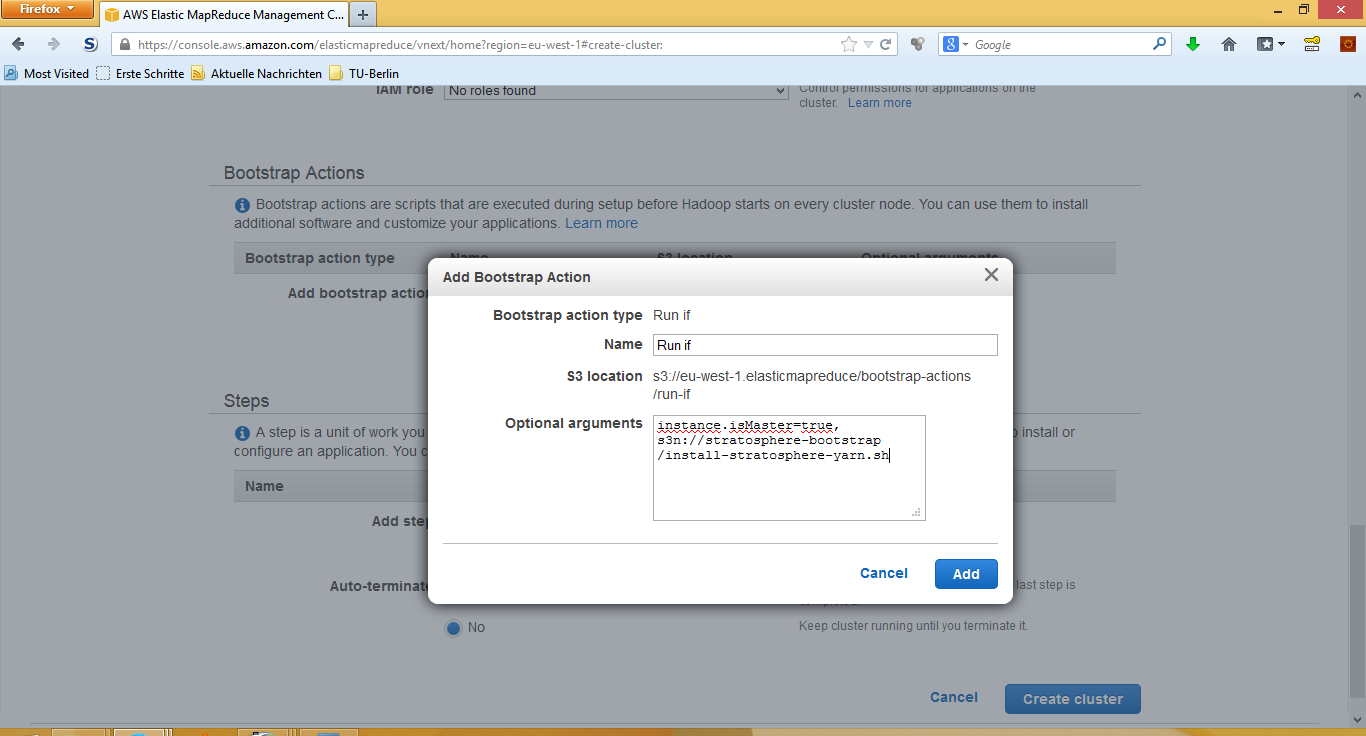 Firefox
AWS Elastic MapReduce Management C...
https://console.aws.amazon.com/elasticmapreduce/vnext/home?region=eu-west-1#create-cluster:
Google
Most Visited Erste Schritte Aktuelle Nachrichten TU-Berlin
IAM role No roles found Control permissions for applications on the
cluster. Learn more
Bootstrap Actions
Bootstrap actions are scripts that are executed during setup before Hadoop starts on every cluster node. You can use them to install
additional software and customize your applications. Learn more
Bootstrap action type Name S3 location Optional arguments
Add bootstrap action
Add Bootstrap Action
Bootstrap action type Run if
Name Run if
S3 location s3://eu-west-1.elasticmapreduce/bootstrap-actions
/run-if
Optional arguments instance.isMaster=true,
s3n://stratosphere-bootstrap
/install-stratosphere-yarn.sh
Cancel Add
Steps
A step is a unit of work you install or
configure an application. You c
Name
Add step
Auto-terminate last step is
completed.
No Keep cluster running until you terminate it.
Cancel Create cluster